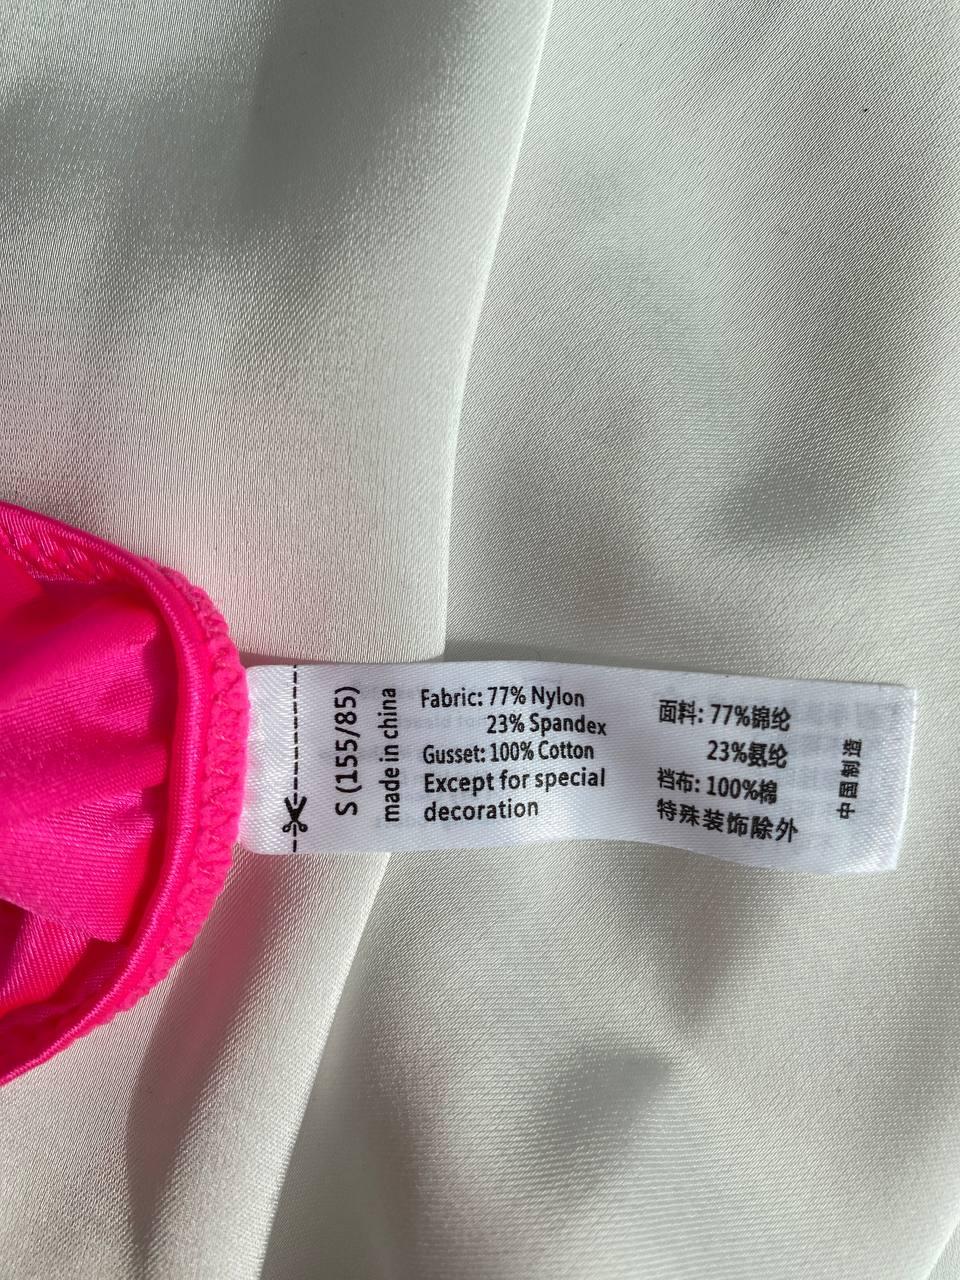 S (155/85)
made in china
Fabric: 77% Nylon
23% Spandex
Gusset: 100% Cotton
Except for special
decoration
面料: 77%锦纶
23%氨纶
裆布: 100%棉
特殊装饰除外
中国制造